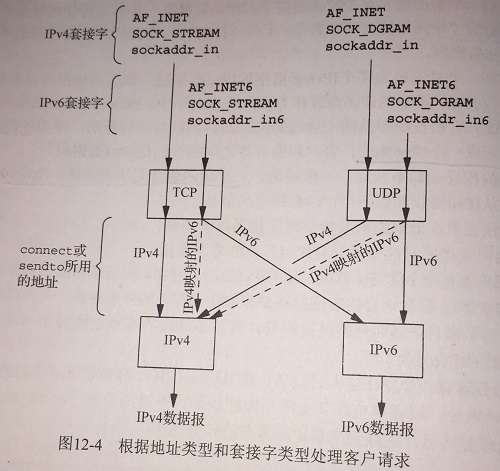 IPv4套接字
AF_INET
SOCK_STREAM
sockaddr_in
AF_INET
SOCK_DGRAM
sockaddr_in
IPv6套接字
AF_INET6
SOCK_STREAM
sockaddr_in6
AF_INET6
SOCK_DGRAM
sockaddr_in6
TCP
UDP
connect或
sendto所用
的地址
IPv4
IPv4映射的IPv6
IPv6
IPv4
IPv4映射的IPv6
IPv6
IPv4
IPv6
IPv4数据报
IPv6数据报
图12-4 根据地址类型和套接字类型处理客户请求